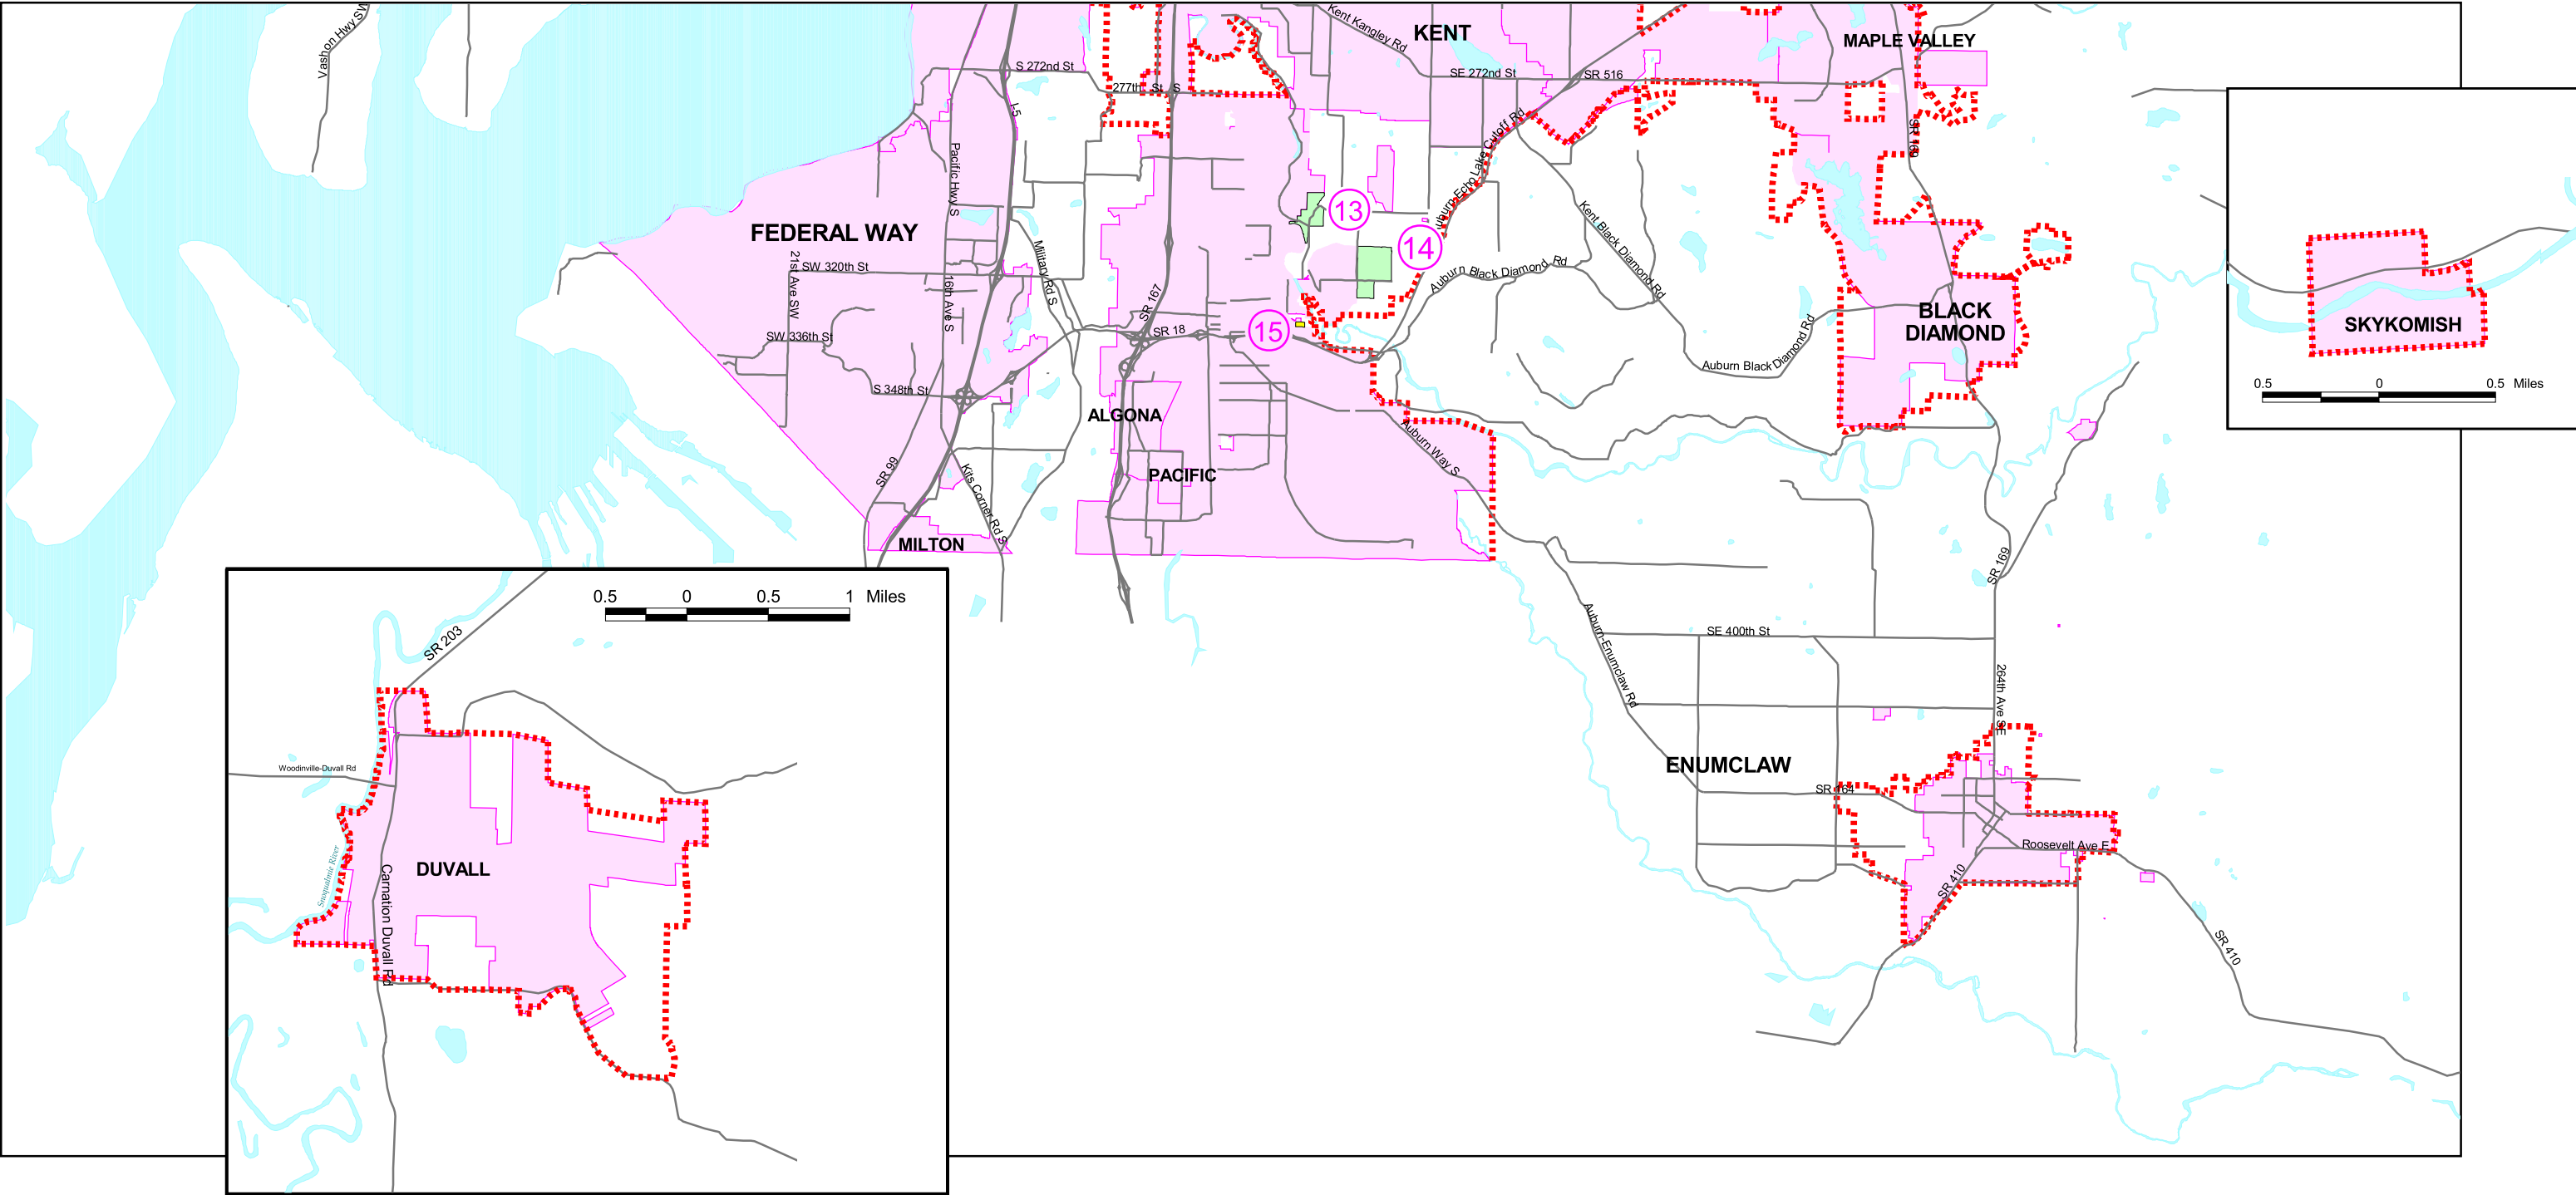 Vashon Hwy SW
Kent Kangley Rd
KENT
MAPLE VALLEY
S 272nd St
SE 272nd St
SR 516
277th St S
I-5
SR 169
Pacific Hwy S
Auburn-Echo Lake Cutoff Rd
13
14
15
FEDERAL WAY
Kent Black Diamond Rd
SW 320th St
21st Ave SW
16th Ave S
Military Rd S
SR 167
Auburn Black Diamond Rd
SW 336th St
SR 18
BLACK
DIAMOND
Auburn Black Diamond Rd
SKYKOMISH
0.5 0 0.5 Miles
S 348th St
ALGONA
Auburn Way S
SR 99
Kits Corner Rd S
PACIFIC
MILTON
SR 169
0.5 0 0.5 1 Miles
SR 203
Auburn-Enumclaw Rd
SE 400th St
264th Ave SE
Woodinville-Duvall Rd
ENUMCLAW
SR 164
Roosevelt Ave E
DUVALL
Snoqualmie River
Carnation Duvall Rd
SR 410
SR 410